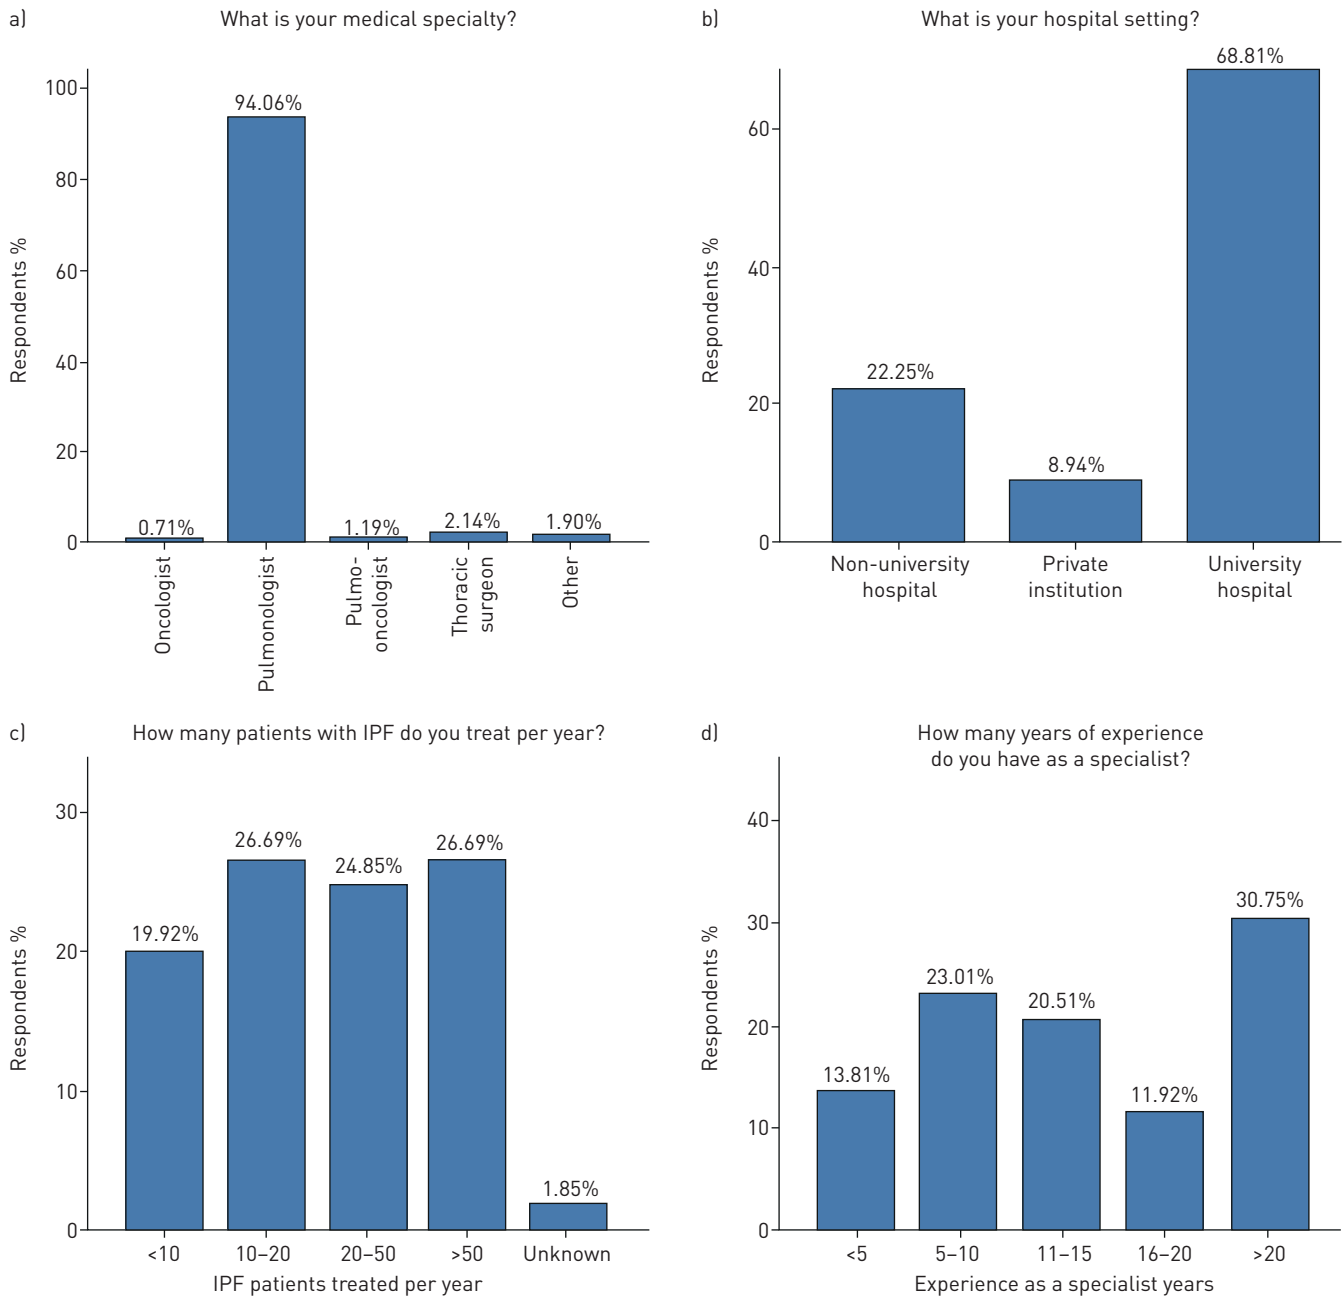 a)
What is your medical specialty?
Respondents %
100
80
60
40
20
0
0.71%
94.06%
1.19%
2.14%
1.90%
Oncologist
Pulmonologist
Pulmo-
oncologist
Thoracic
surgeon
Other
b)
What is your hospital setting?
Respondents %
60
40
20
0
22.25%
8.94%
68.81%
Non-university
hospital
Private
institution
University
hospital
c)
How many patients with IPF do you treat per year?
Respondents %
30
20
10
0
19.92%
26.69%
24.85%
26.69%
1.85%
<10
10–20
20–50
>50
Unknown
IPF patients treated per year
d)
How many years of experience
do you have as a specialist?
Respondents %
40
30
20
10
0
13.81%
23.01%
20.51%
11.92%
30.75%
<5
5–10
11–15
16–20
>20
Experience as a specialist years